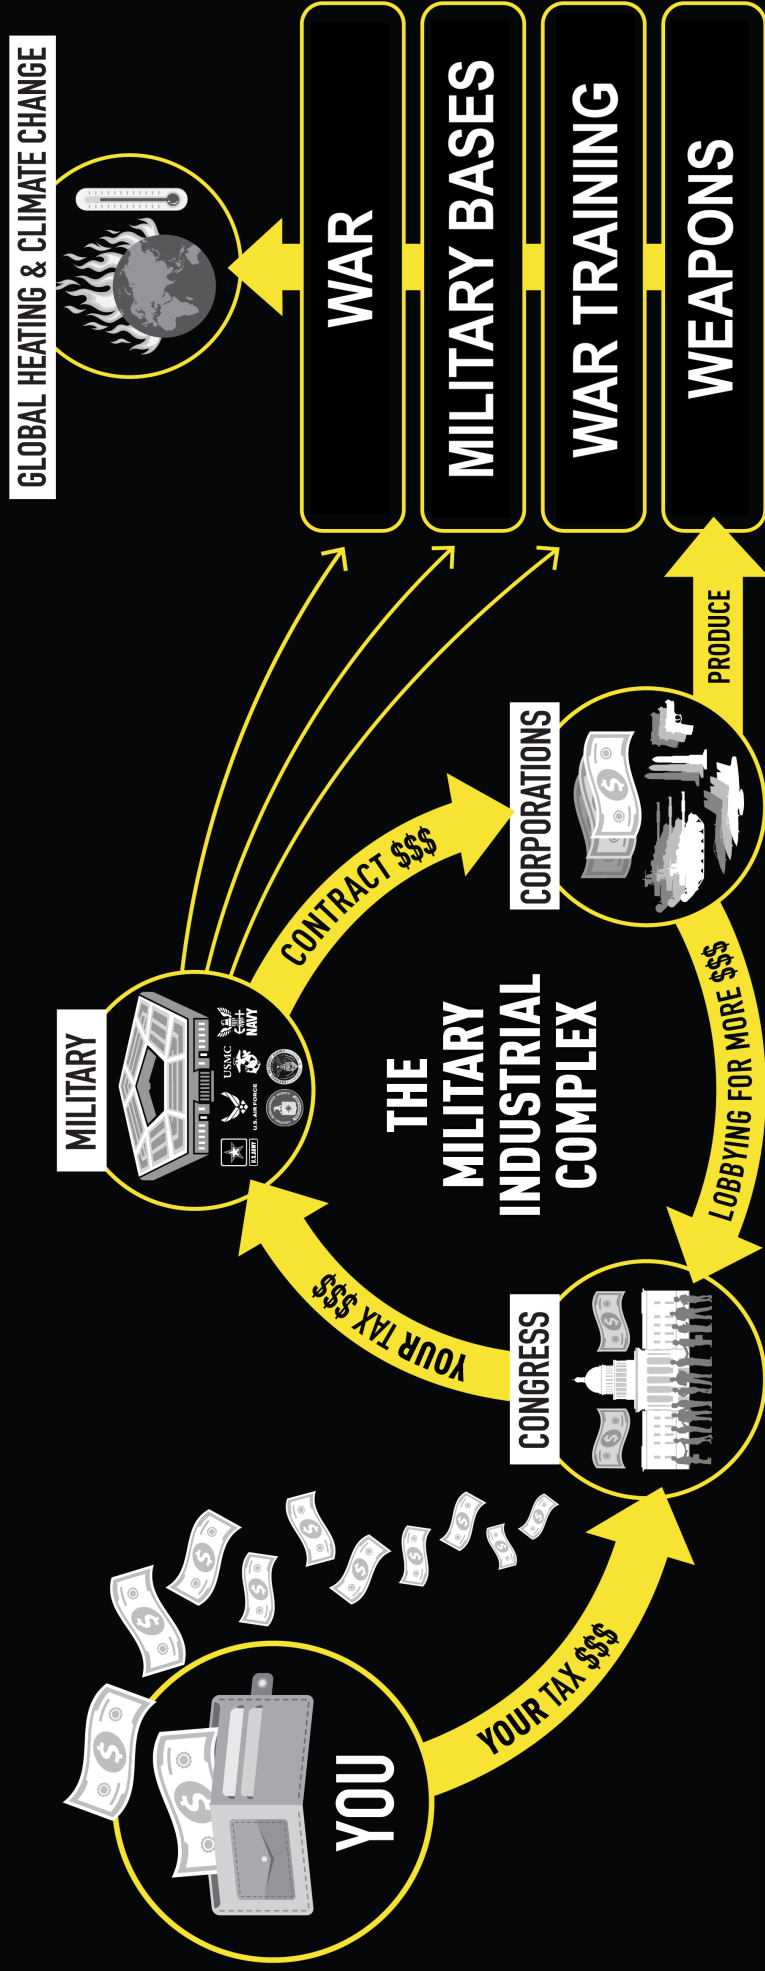 YOU
YOUR TAX $$$
CONGRESS
YOUR TAX $$$
MILITARY
U.S.ARMY
U.S. AIR FORCE
USMC
NAVY
CONTRACT $$$
THE
MILITARY
INDUSTRIAL
COMPLEX
CORPORATIONS
LOBBYING FOR MORE $$$
PRODUCE
GLOBAL HEATING & CLIMATE CHANGE
WAR
MILITARY BASES
WAR TRAINING
WEAPONS